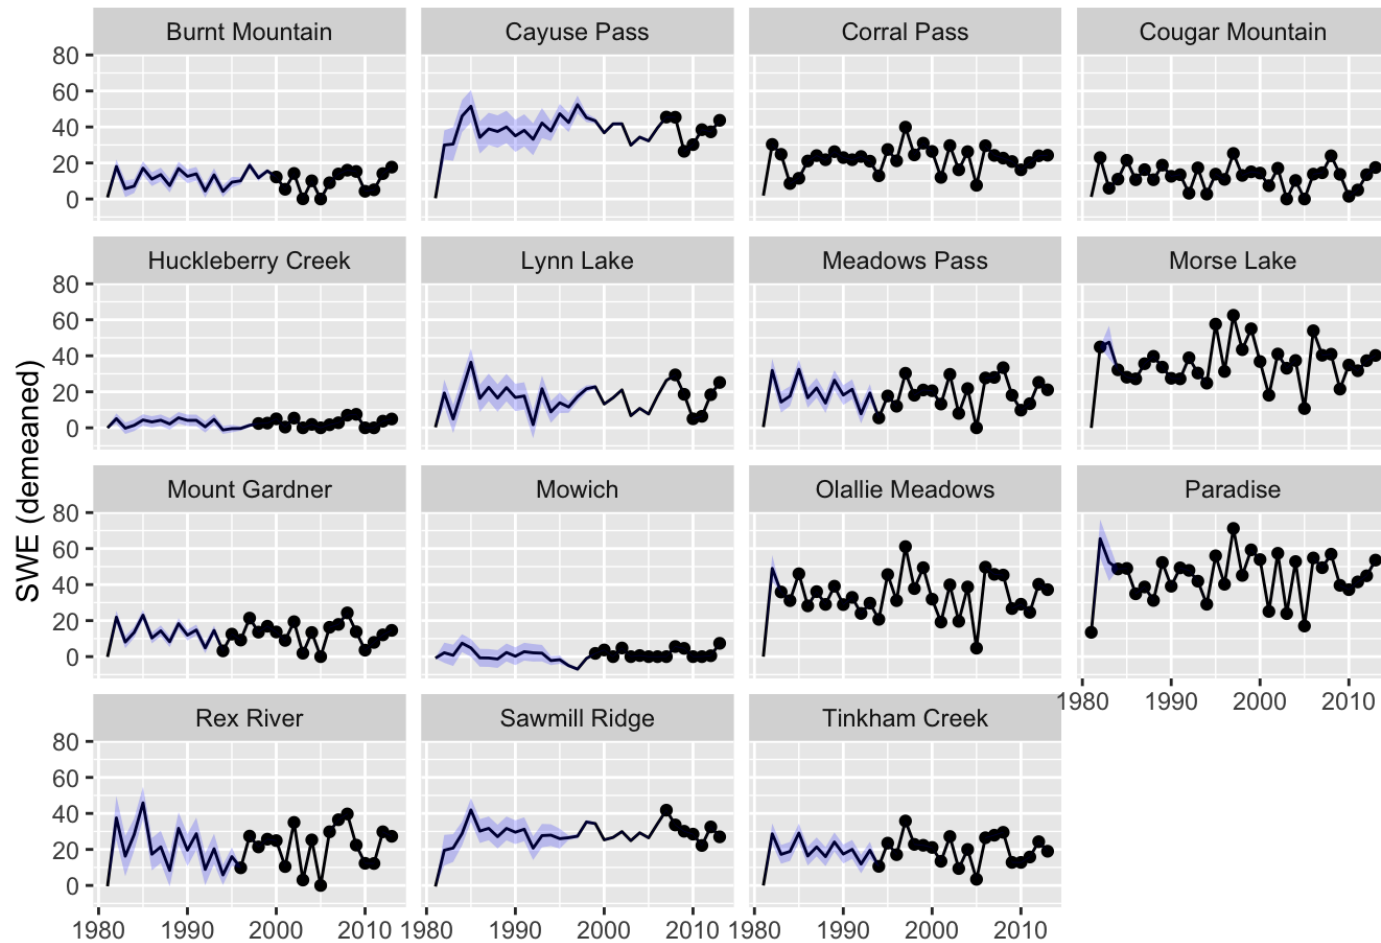 Burnt Mountain Cayuse Pass Corral Pass Cougar Mountain
80
60
40
20
0
Huckleberry Creek Lynn Lake Meadows Pass Morse Lake
80
60
40
20
0
SWE (demeaned)
Mount Gardner Mowich Olallie Meadows Paradise
80
60
40
20
0
1980 1990 2000 2010
Rex River Sawmill Ridge Tinkham Creek
80
60
40
20
0
1980 1990 2000 2010 1980 1990 2000 2010 1980 1990 2000 2010